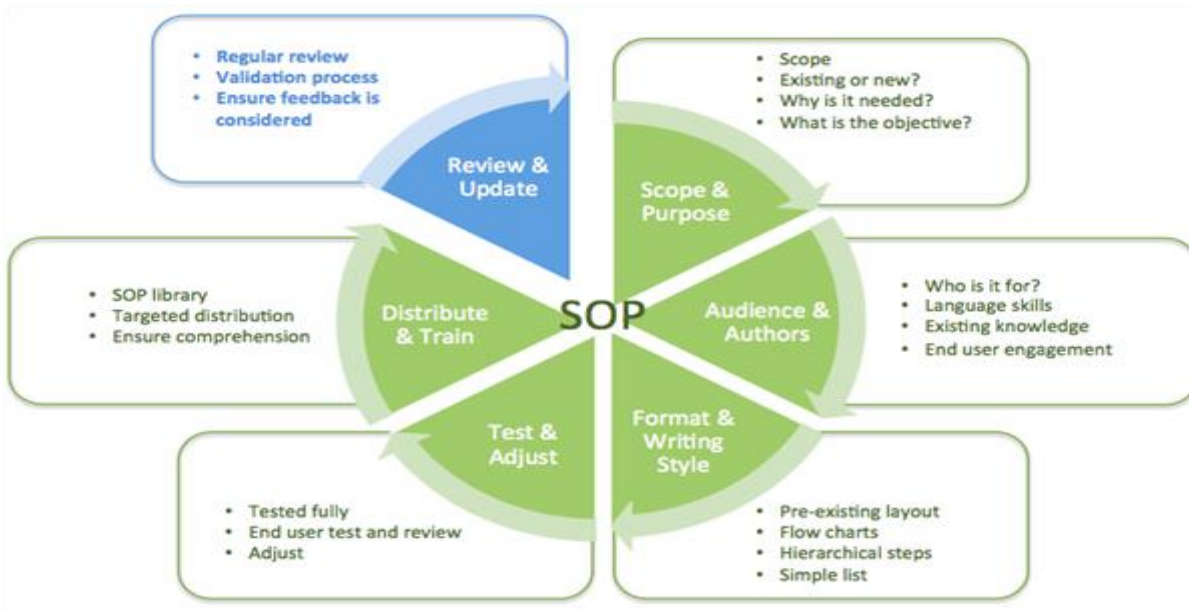 • Regular review
• Validation process
• Ensure feedback is
considered
Review &
Update
• Scope
• Existing or new?
• Why is it needed?
• What is the objective?
Scope &
Purpose
• SOP library
• Targeted distribution
• Ensure comprehension
Distribute
& Train
SOP
Audience &
Authors
• Who is it for?
• Language skills
• Existing knowledge
• End user engagement
Test &
Adjust
Format &
Writing
Style
• Tested fully
• End user test and review
• Adjust
• Pre-existing layout
• Flow charts
• Hierarchical steps
• Simple list